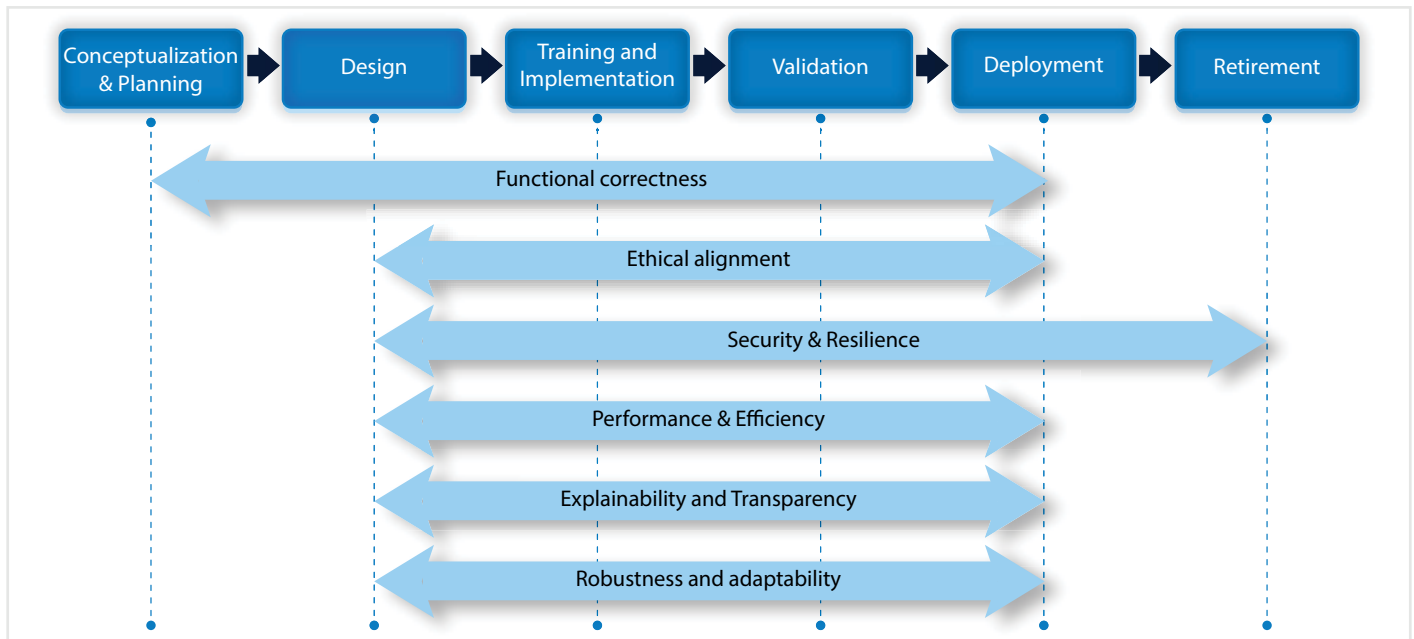 Conceptualization
& Planning
Design
Training and
Implementation
Validation
Deployment
Retirement
Functional correctness
Ethical alignment
Security & Resilience
Performance & Efficiency
Explainability and Transparency
Robustness and adaptability